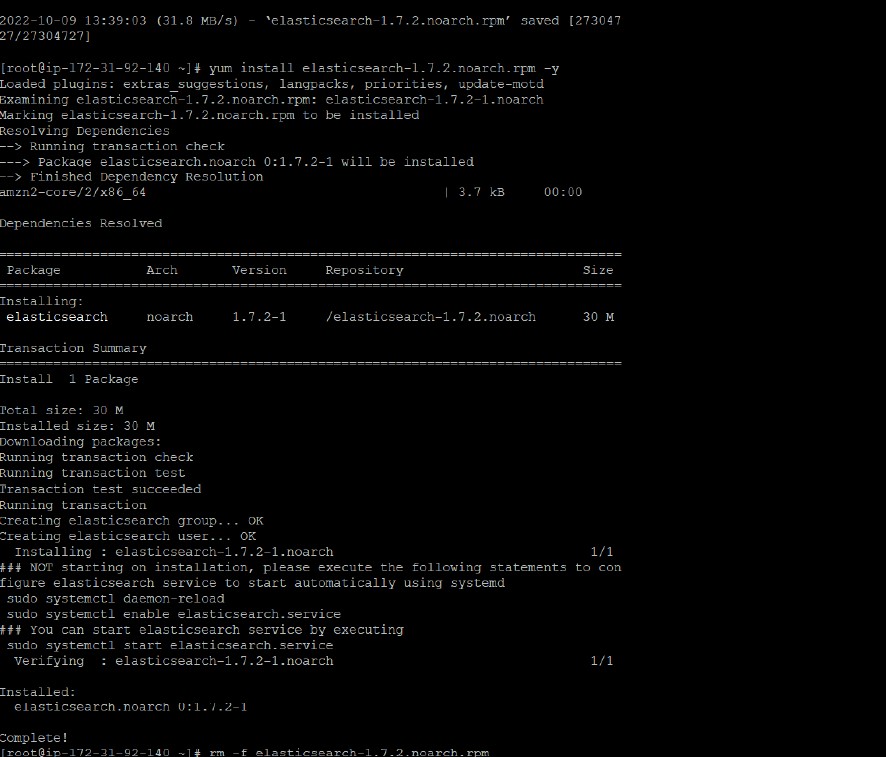 2022-10-09 13:39:03 (31.8 MB/s) - ‘elasticsearch-1.7.2.noarch.rpm’ saved [273047
27/27304727]
[root@ip-172-31-92-140 ~]# yum install elasticsearch-1.7.2.noarch.rpm -y
Loaded plugins: extras_suggestions, langpacks, priorities, update-motd
Examining elasticsearch-1.7.2.noarch.rpm: elasticsearch-1.7.2-1.noarch
Marking elasticsearch-1.7.2.noarch.rpm to be installed
Resolving Dependencies
--> Running transaction check
---> Package elasticsearch.noarch 0:1.7.2-1 will be installed
--> Finished Dependency Resolution
amzn2-core/2/x86_64 | 3.7 kB 00:00
Dependencies Resolved
================================================================================
Package Arch Version Repository Size
================================================================================
Installing:
elasticsearch noarch 1.7.2-1 /elasticsearch-1.7.2.noarch 30 M
Transaction Summary
================================================================================
Install 1 Package
Total size: 30 M
Installed size: 30 M
Downloading packages:
Running transaction check
Running transaction test
Transaction test succeeded
Running transaction
Creating elasticsearch group... OK
Creating elasticsearch user... OK
Installing : elasticsearch-1.7.2-1.noarch 1/1
### NOT starting on installation, please execute the following statements to con
figure elasticsearch service to start automatically using systemd
sudo systemctl daemon-reload
sudo systemctl enable elasticsearch.service
### You can start elasticsearch service by executing
sudo systemctl start elasticsearch.service
Verifying : elasticsearch-1.7.2-1.noarch 1/1
Installed:
elasticsearch.noarch 0:1.7.2-1
Complete!
[root@ip-172-31-92-140 ~]# rm -f elasticsearch-1.7.2.noarch.rpm